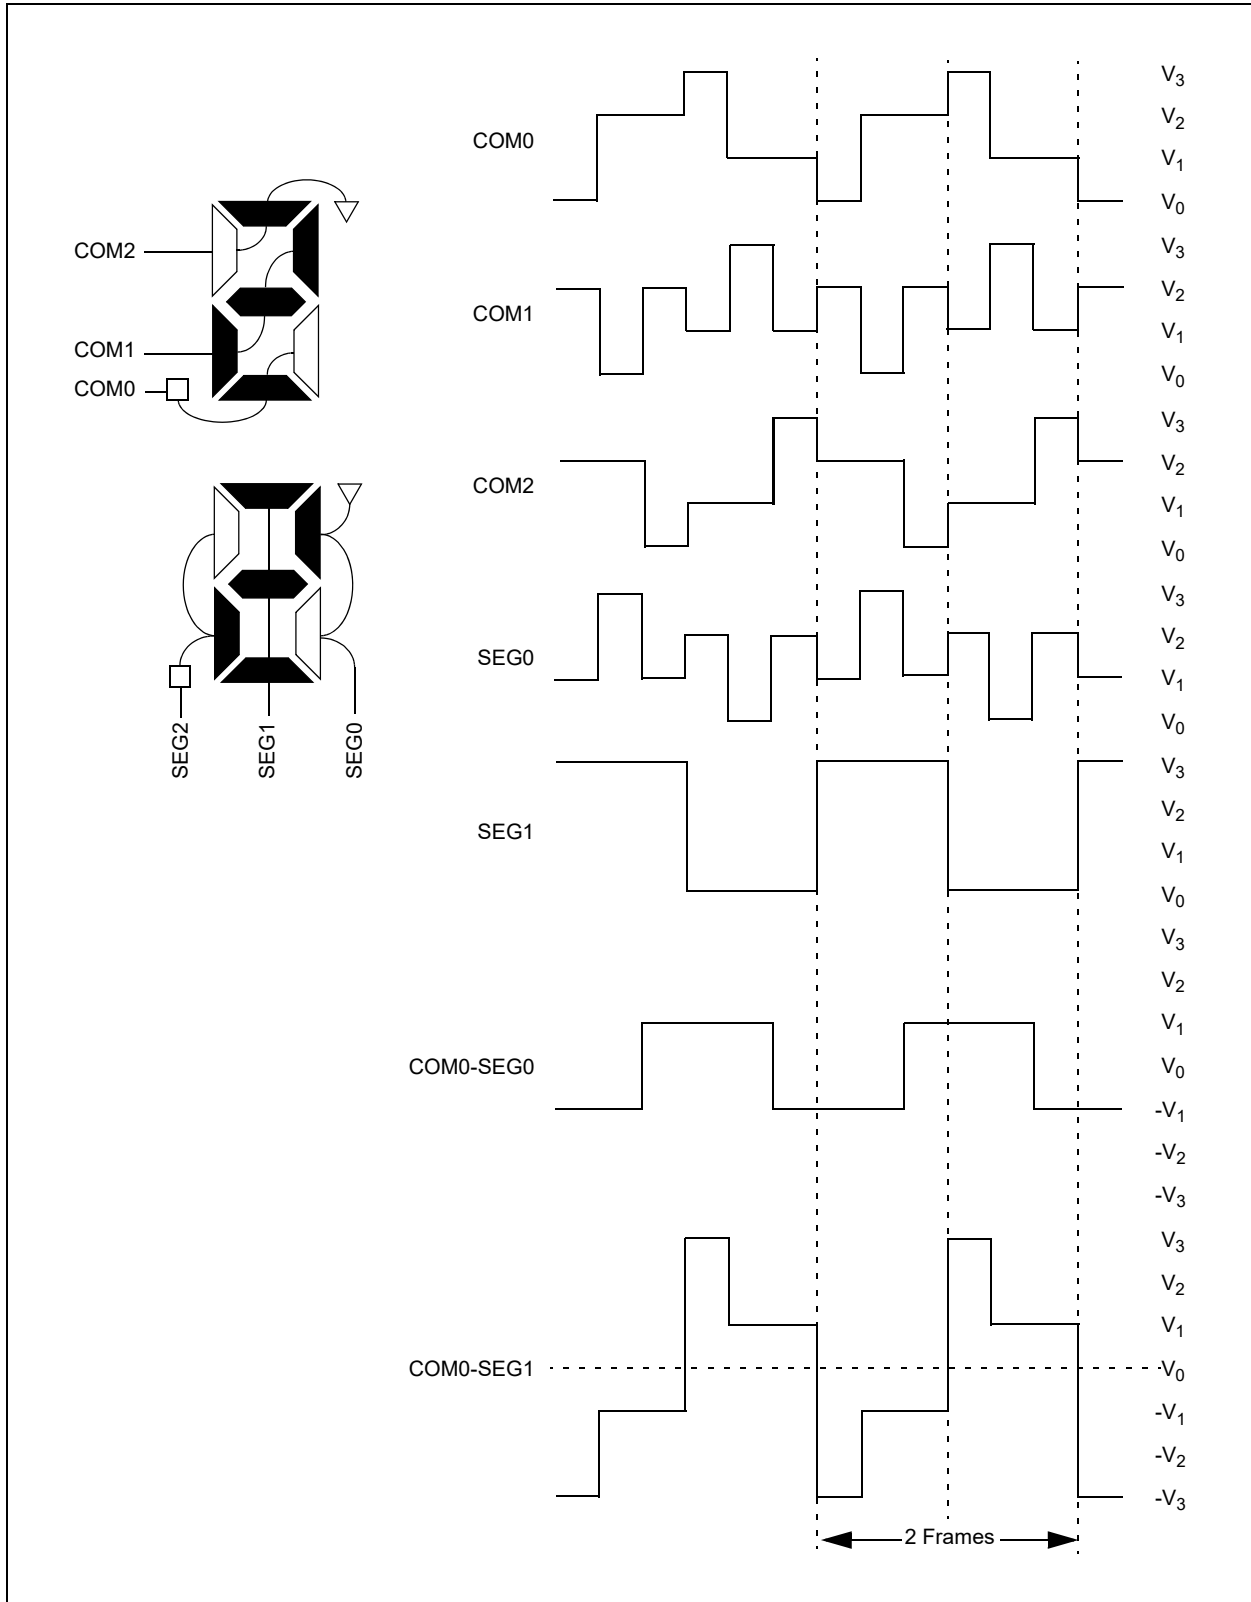 COM2
COM1
COM0
SEG2
SEG1
SEG0
COM0
V3
V2
V1
V0
COM1
V3
V2
V1
V0
COM2
V3
V2
V1
V0
SEG0
V3
V2
V1
V0
SEG1
V3
V2
V1
V0
COM0-SEG0
V3
V2
V1
V0
-V1
-V2
-V3
COM0-SEG1
V3
V2
V1
V0
-V1
-V2
-V3
2 Frames